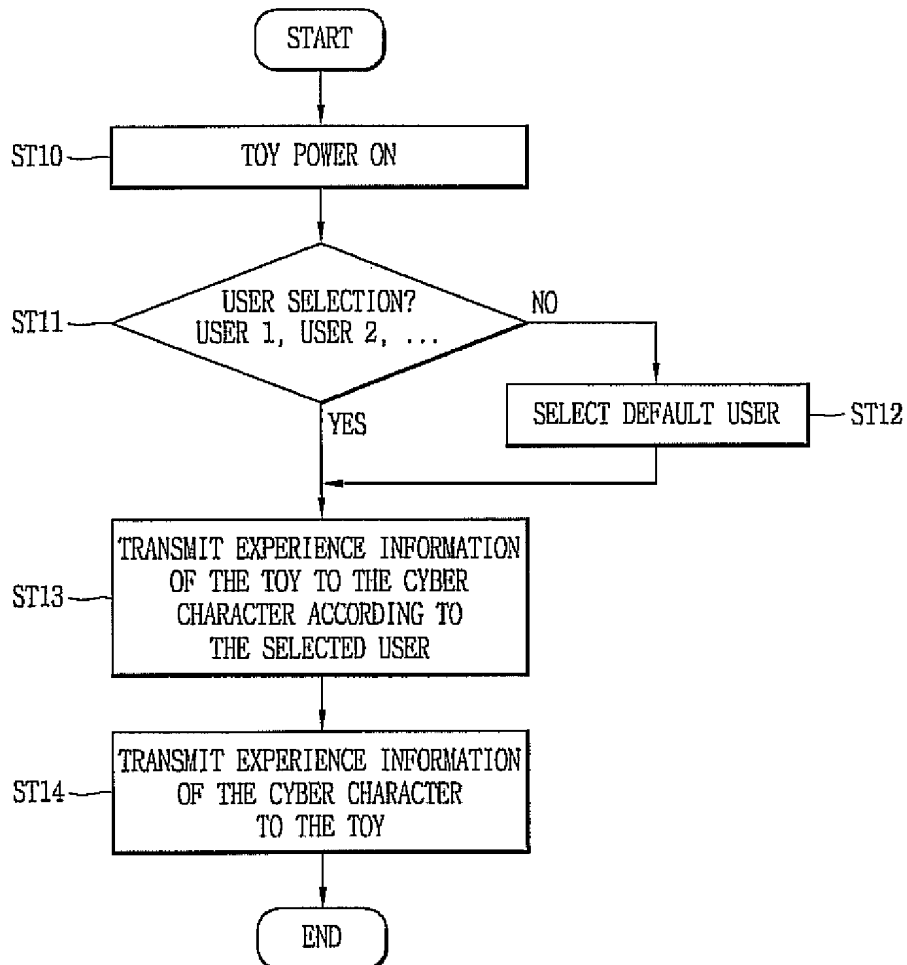 START
ST10
TOY POWER ON
ST11
USER SELECTION?
USER 1, USER 2, ...
NO
YES
SELECT DEFAULT USER
ST12
ST13
TRANSMIT EXPERIENCE INFORMATION
OF THE TOY TO THE CYBER
CHARACTER ACCORDING TO
THE SELECTED USER
ST14
TRANSMIT EXPERIENCE INFORMATION
OF THE CYBER CHARACTER
TO THE TOY
END